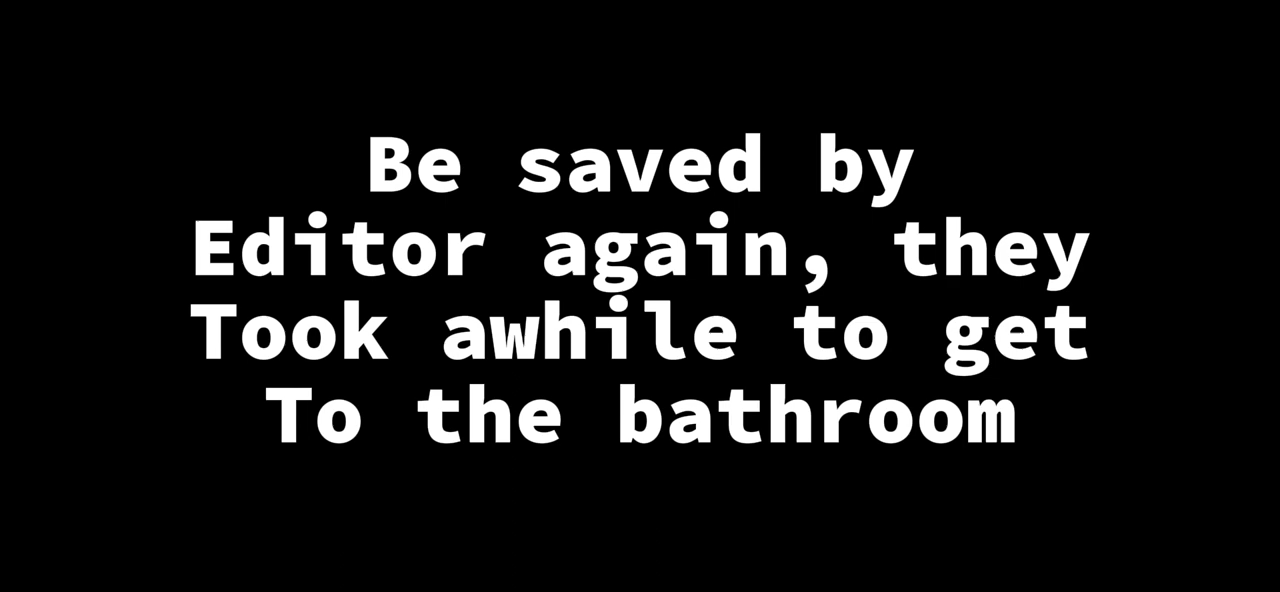 Be saved by
Editor again, they
Took awhile to get
To the bathroom